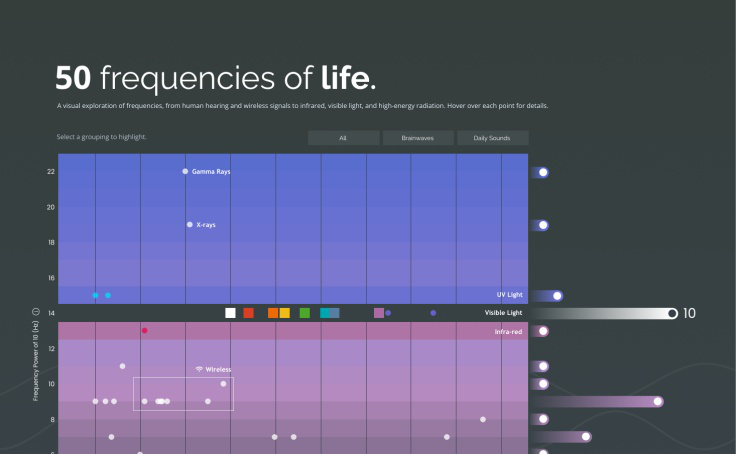 50 frequencies of life.
A visual exploration of frequencies, from human hearing and wireless signals to infrared, visible light, and high-energy radiation. Hover over each point for details.
Select a grouping to highlight.
All
Brainwaves
Daily Sounds
22
Gamma Rays
20
X-rays
18
16
UV Light
14
Visible Light
10
Infra-red
12
Wireless
10
8
Frequency Power of 10 (Hz)